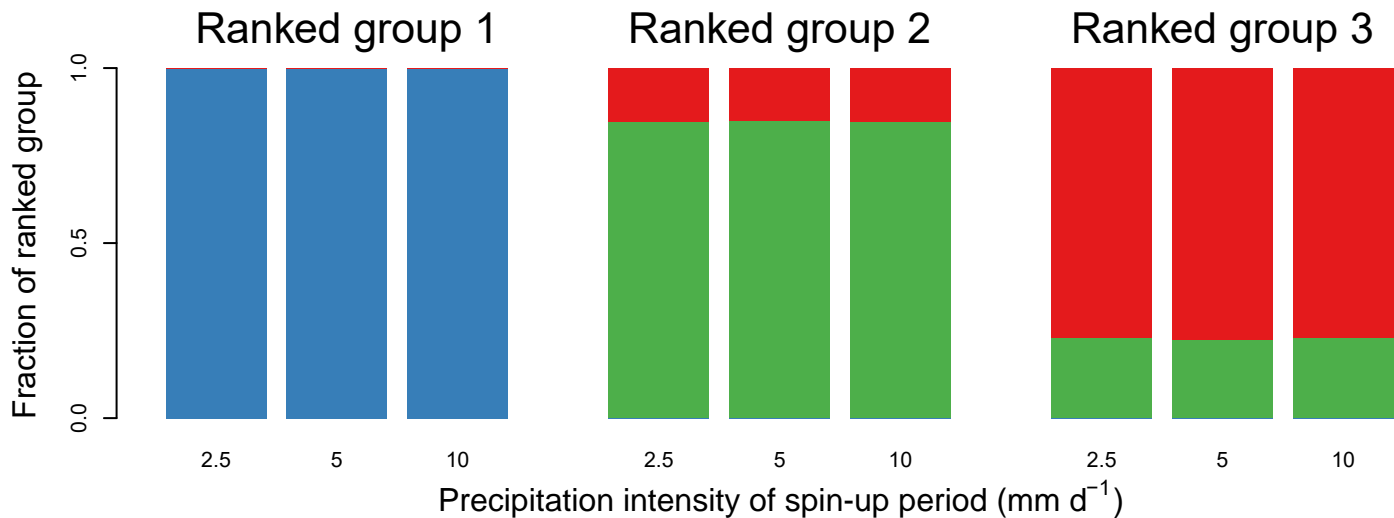 Ranked group 1 Ranked group 2 Ranked group 3
Fraction of ranked group
1.0
0.5
0.0
2.5 5 10 2.5 5 10 2.5 5 10
Precipitation intensity of spin-up period (mm d⁻¹)